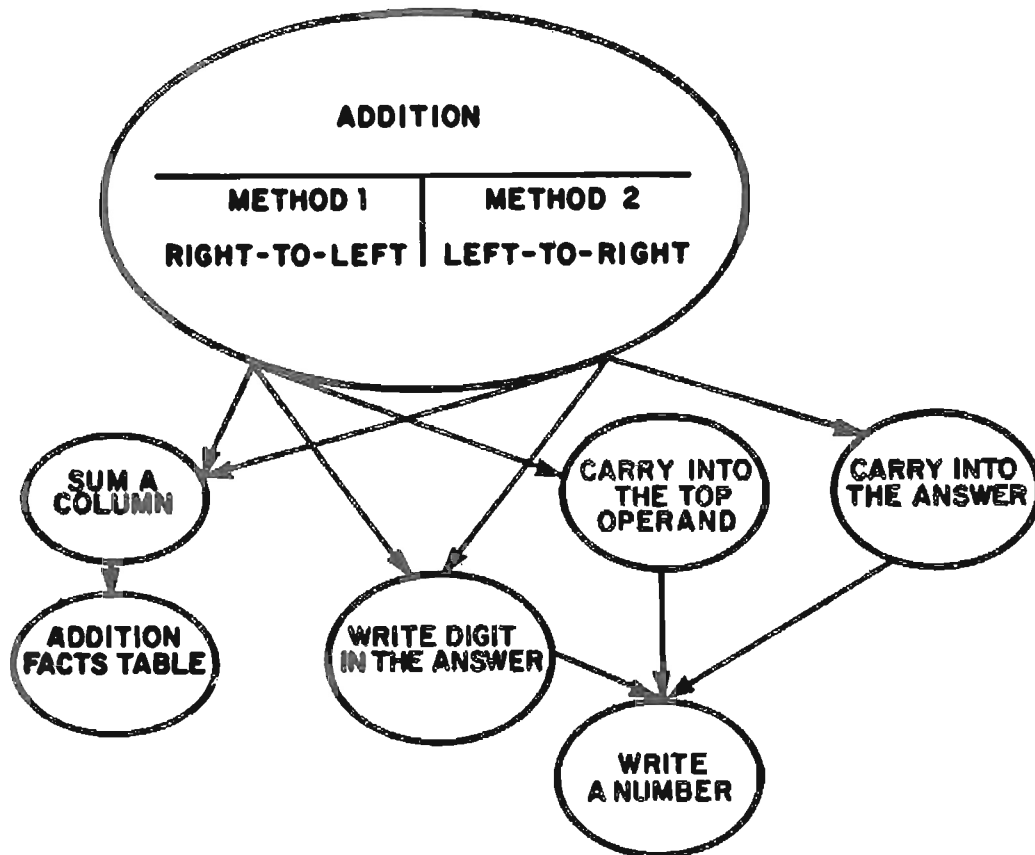 ADDITION
METHOD 1
METHOD 2
RIGHT-TO-LEFT
LEFT-TO-RIGHT
SUM A
COLUMN
CARRY INTO
THE TOP
OPERAND
CARRY INTO
THE ANSWER
ADDITION
FACTS TABLE
WRITE DIGIT
IN THE ANSWER
WRITE
A NUMBER